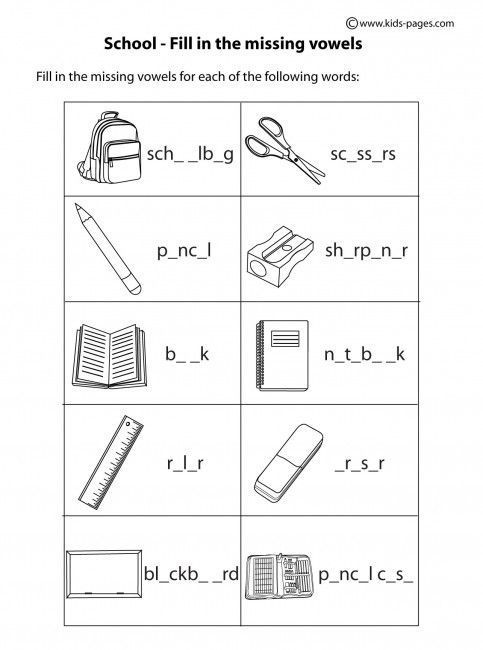 ©www.kids-pages.com
School - Fill in the missing vowels
Fill in the missing vowels for each of the following words:
sch_ _lb_g
sc_ss_rs
p_nc_l
sh_rp_n_r
b_ _k
n_t_b_ _k
r_l_r
_r_s_r
bl_ckb_ _rd
p_nc_l c_s_